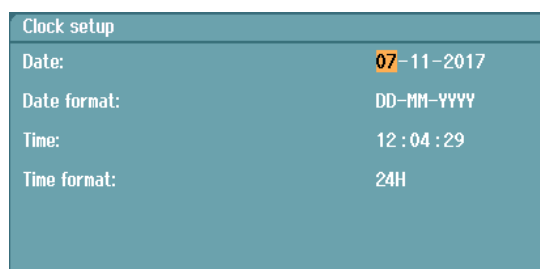 Clock setup
Date: 07-11-2017
Date format: DD-MM-YYYY
Time: 12:04:29
Time format: 24H